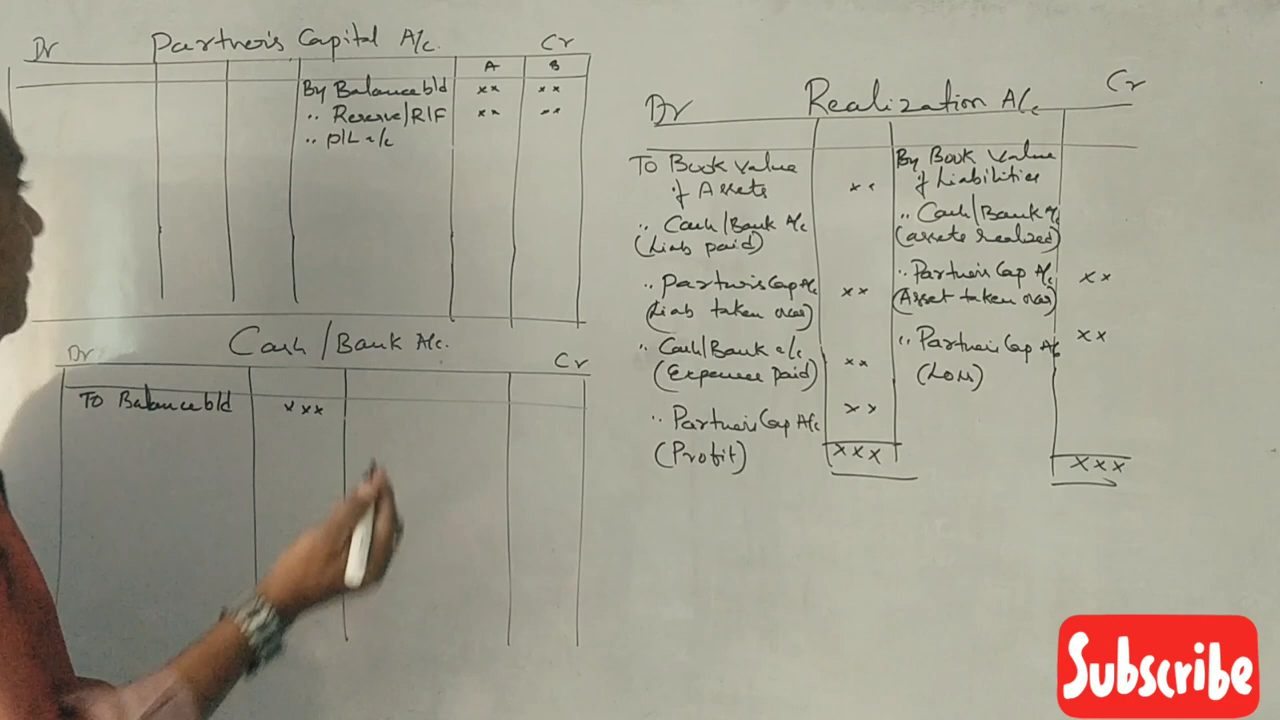 Dr Partner's Capital A/c. Cr
A B
By Balance b/d xx xx
.. Reserve/R/F xx xx
.. P/L a/c
Cash/Bank A/c.
Dr Cr
To Balance b/d xxx
Dr Realization A/c Cr
To Book value
of Assets xx
.. Cash/Bank A/c
(Liab paid)
.. Partner's Cap A/c
(Liab taken over) xx
.. Cash/Bank a/c
(Expense paid) xx
.. Partner's Cap A/c xx
(Profit)
xxx
By Book value
of Liabilities
.. Cash/Bank A/c
(assets realized)
.. Partner's Cap A/c xx
(Asset taken over)
.. Partner's Cap A/c xx
(Loss)
xxx
Subscribe